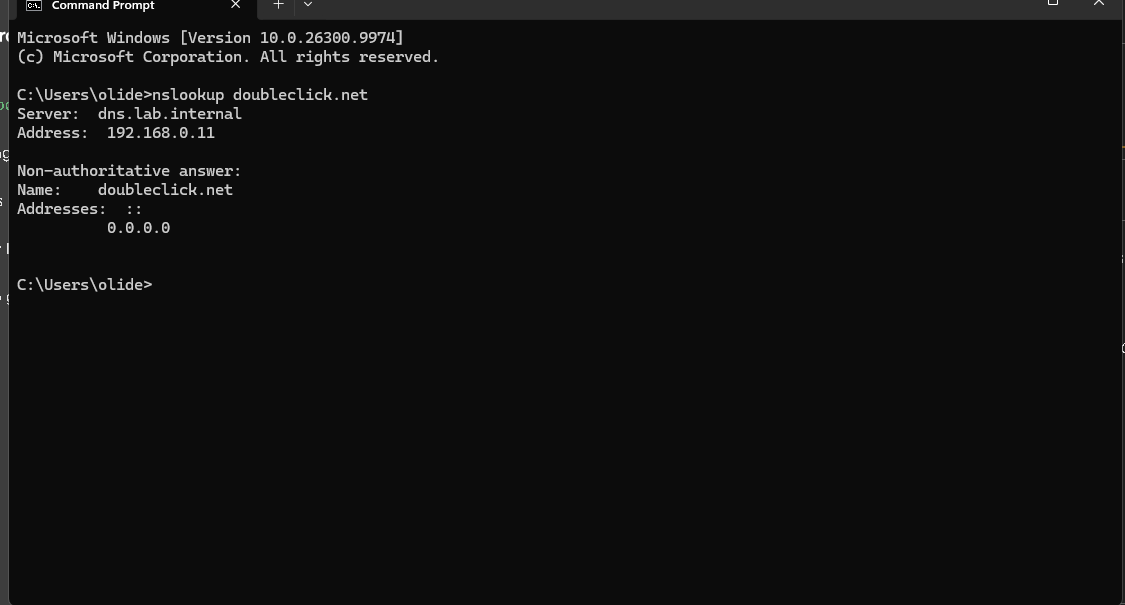 Command Prompt
Microsoft Windows [Version 10.0.26300.9974]
(c) Microsoft Corporation. All rights reserved.
C:\Users\olide>nslookup doubleclick.net
Server:  dns.lab.internal
Address:  192.168.0.11
Non-authoritative answer:
Name:    doubleclick.net
Addresses:  ::
          0.0.0.0
C:\Users\olide>